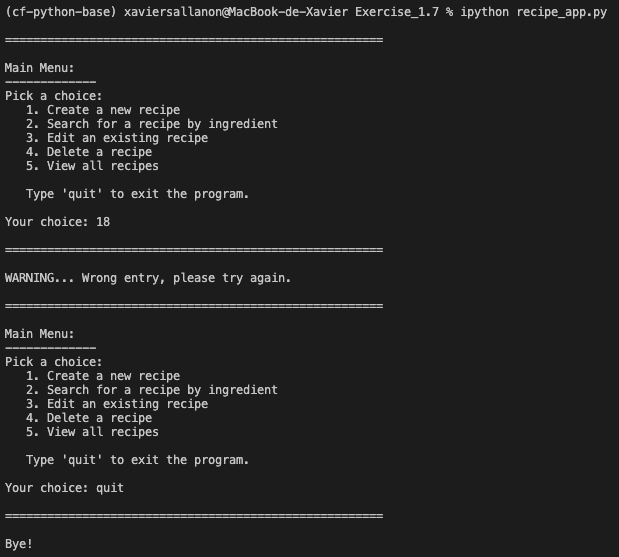 (cf-python-base) xaviersallanon@MacBook-de-Xavier Exercise_1.7 % ipython recipe_app.py
======================================================
Main Menu:
-------------
Pick a choice:
   1. Create a new recipe
   2. Search for a recipe by ingredient
   3. Edit an existing recipe
   4. Delete a recipe
   5. View all recipes
   Type 'quit' to exit the program.
Your choice: 18
======================================================
WARNING... Wrong entry, please try again.
======================================================
Main Menu:
-------------
Pick a choice:
   1. Create a new recipe
   2. Search for a recipe by ingredient
   3. Edit an existing recipe
   4. Delete a recipe
   5. View all recipes
   Type 'quit' to exit the program.
Your choice: quit
======================================================
Bye!